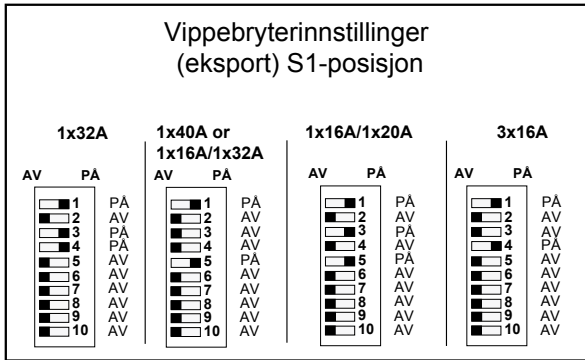 Vippebryterinnstillinger
(eksport) S1-posisjon
1x32A
AV PÅ
1 PÅ
2 AV
3 PÅ
4 PÅ
5 AV
6 AV
7 AV
8 AV
9 AV
10 AV
1x40A or
1x16A/1x32A
AV PÅ
1 PÅ
2 AV
3 AV
4 AV
5 PÅ
6 AV
7 AV
8 AV
9 AV
10 AV
1x16A/1x20A
AV PÅ
1 PÅ
2 AV
3 PÅ
4 AV
5 PÅ
6 AV
7 AV
8 AV
9 AV
10 AV
3x16A
AV PÅ
1 PÅ
2 AV
3 AV
4 PÅ
5 AV
6 AV
7 AV
8 AV
9 AV
10 AV